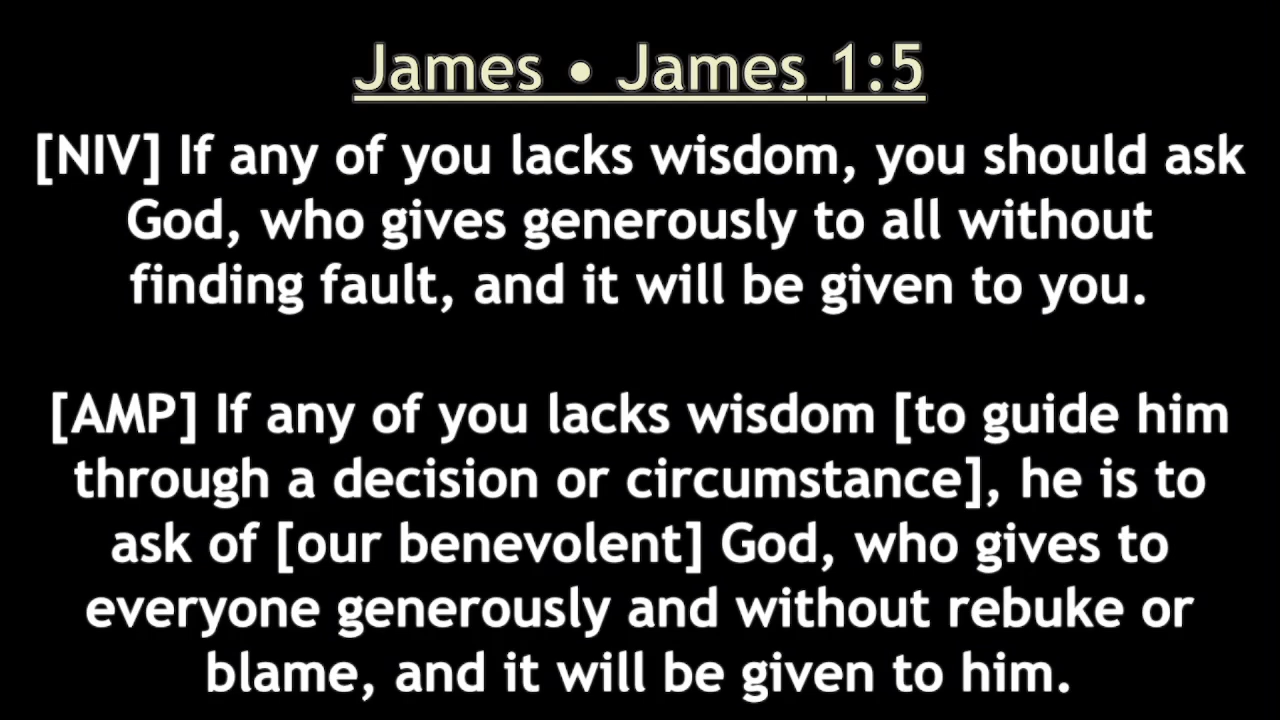 James • James 1:5
[NIV] If any of you lacks wisdom, you should ask
God, who gives generously to all without
finding fault, and it will be given to you.
[AMP] If any of you lacks wisdom [to guide him
through a decision or circumstance], he is to
ask of [our benevolent] God, who gives to
everyone generously and without rebuke or
blame, and it will be given to him.